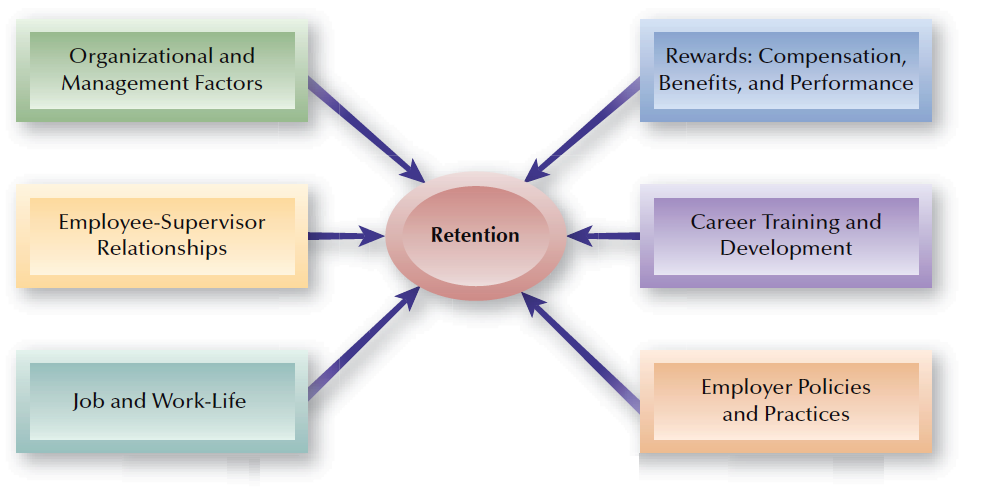 Organizational and
Management Factors
Rewards: Compensation,
Benefits, and Performance
Employee-Supervisor
Relationships
Retention
Career Training and
Development
Job and Work-Life
Employer Policies
and Practices